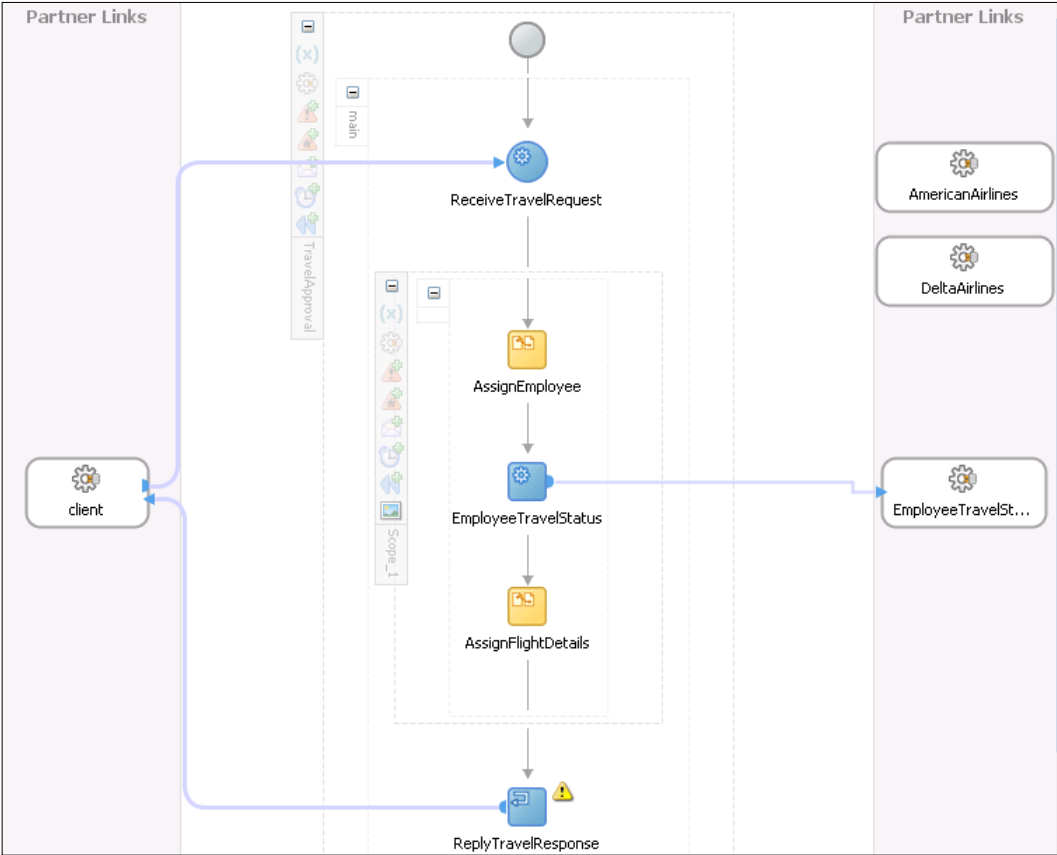 Partner Links
Partner Links
main
ReceiveTravelRequest
AmericanAirlines
TravelApproval
DeltaAirlines
AssignEmployee
client
EmployeeTravelStatus
EmployeeTravelSt...
Scope_1
AssignFlightDetails
ReplyTravelResponse